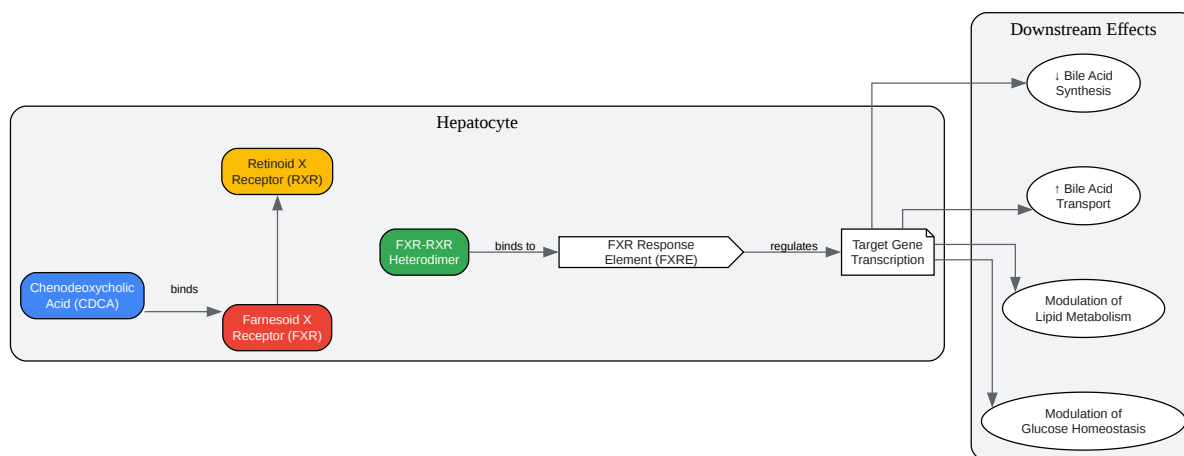 Downstream Effects
↓ Bile Acid
Synthesis
Hepatocyte
Retinoid X
Receptor (RXR)
↑ Bile Acid
Transport
FXR-RXR
Heterodimer
binds to
FXR Response
Element (FXRE)
regulates
Target Gene
Transcription
Chenodeoxycholic
Acid (CDCA)
binds
Farnesoid X
Receptor (FXR)
Modulation of
Lipid Metabolism
Modulation of
Glucose Homeostasis